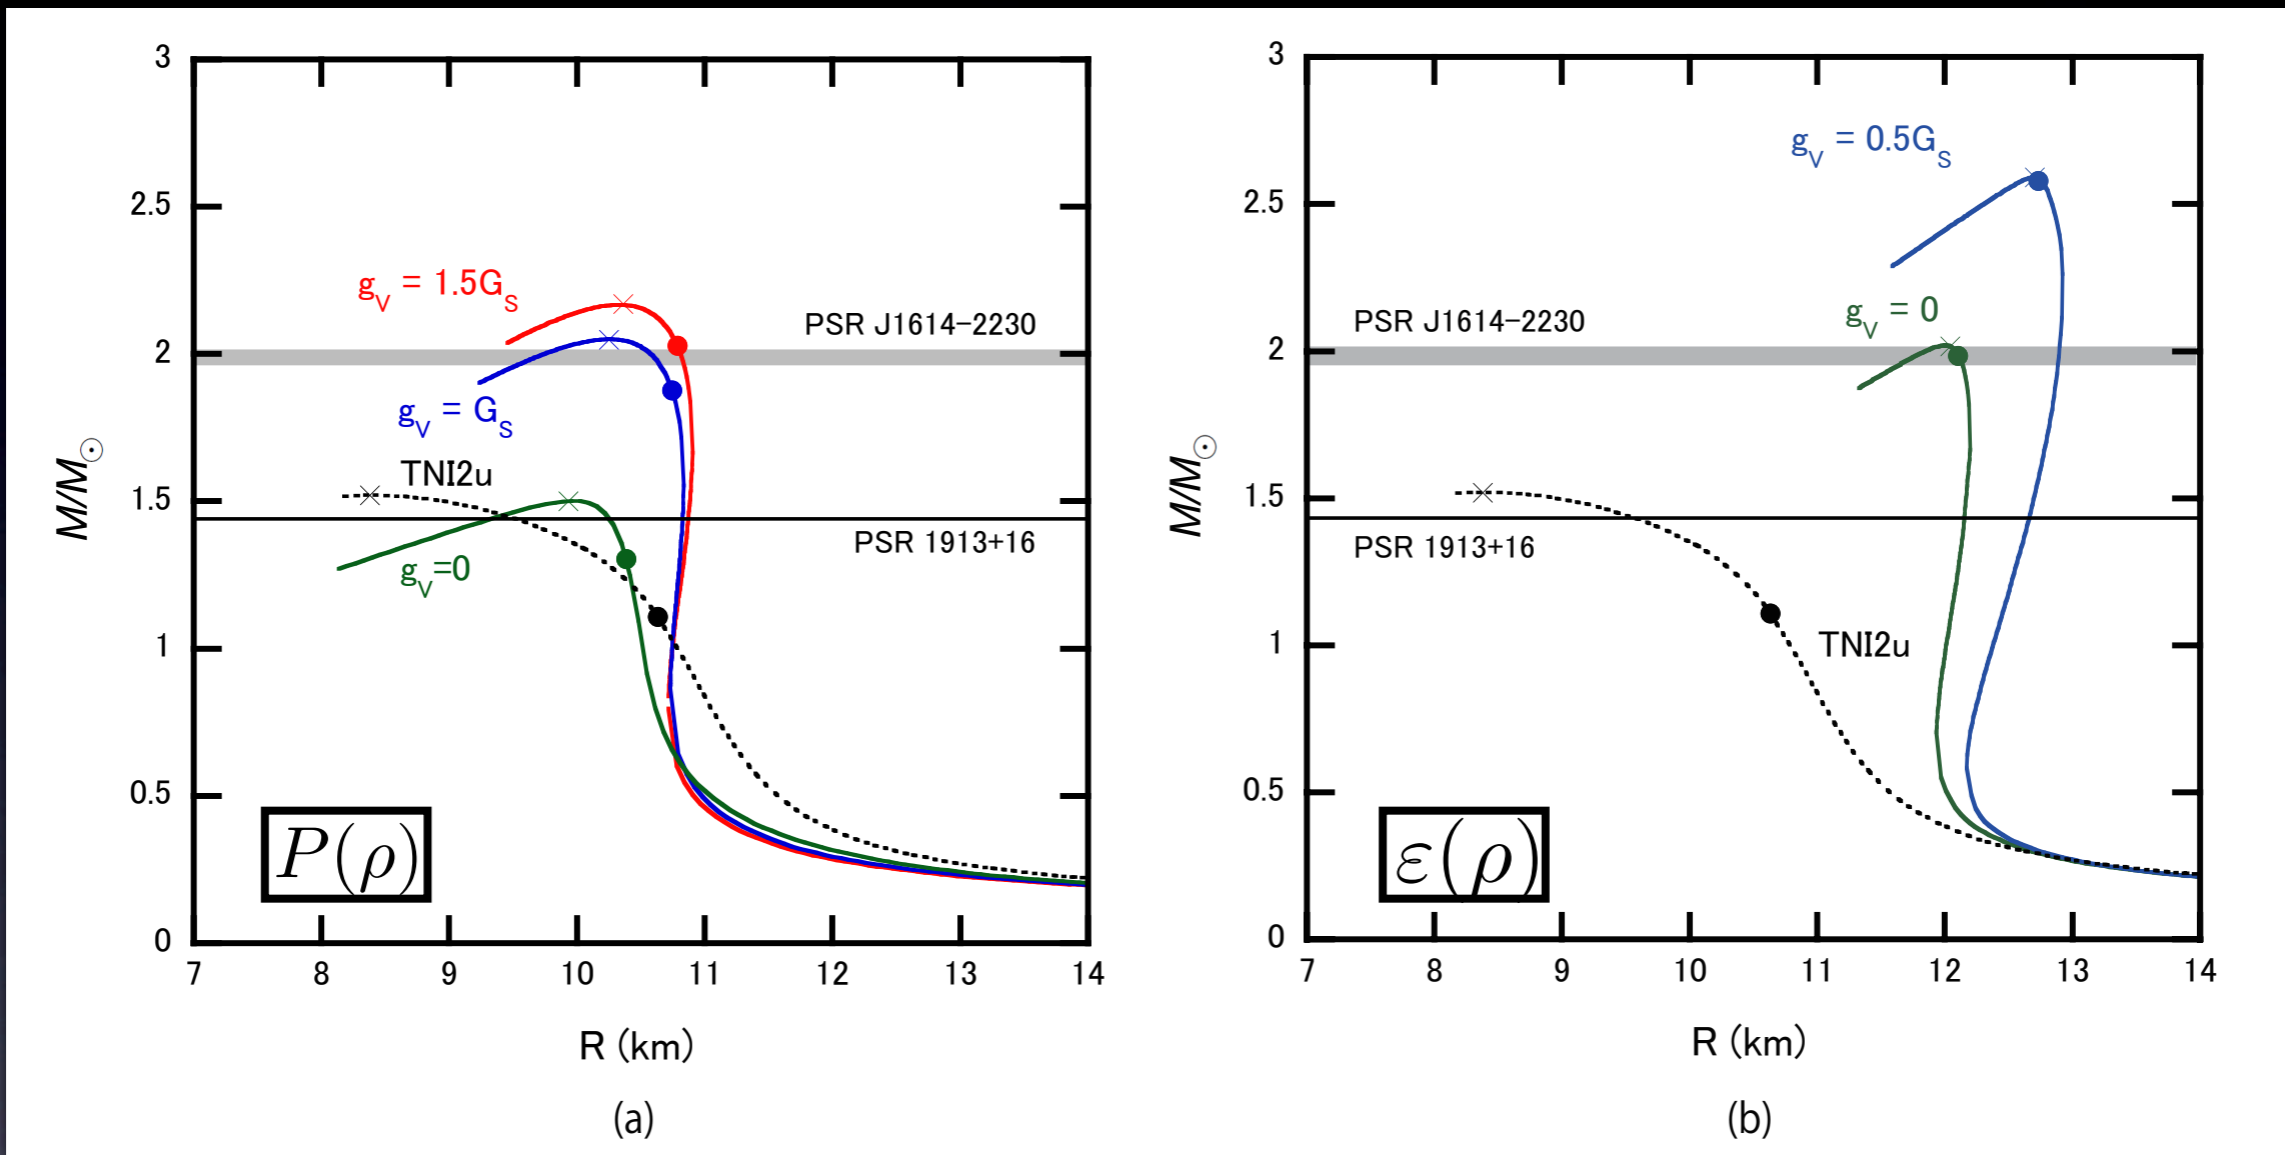 3
2.5
2
1.5
1
0.5
0
7 8 9 10 11 12 13 14
M/M☉
R (km)
g_V = 1.5G_S
PSR J1614-2230
g_V = G_S
TNI2u
PSR 1913+16
g_V=0
P(ρ)
(a)
3
2.5
2
1.5
1
0.5
0
7 8 9 10 11 12 13 14
M/M☉
R (km)
g_V = 0.5G_S
g_V = 0
PSR J1614-2230
PSR 1913+16
TNI2u
ε(ρ)
(b)